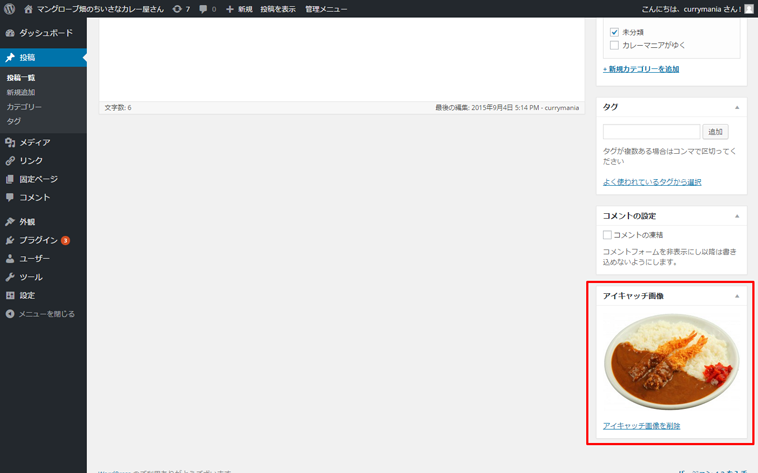 マングローブ畑のちいさなカレー屋さん 7 0 新規 投稿を表示 管理メニュー こんにちは、currymania さん!
ダッシュボード
投稿
投稿一覧
新規追加
カテゴリー
タグ
メディア
リンク
固定ページ
コメント
外観
プラグイン 3
ユーザー
ツール
設定
メニューを閉じる
文字数: 6 最後の編集: 2015年9月4日 5:14 PM - currymania
未分類
カレーマニアがゆく
+ 新規カテゴリーを追加
タグ
追加
タグが複数ある場合はコンマで区切ってく
ださい
よく使われているタグから選択
コメントの設定
コメントの凍結
コメントフォームを非表示にし以降は書き
込めないようにします。
アイキャッチ画像
アイキャッチ画像を削除